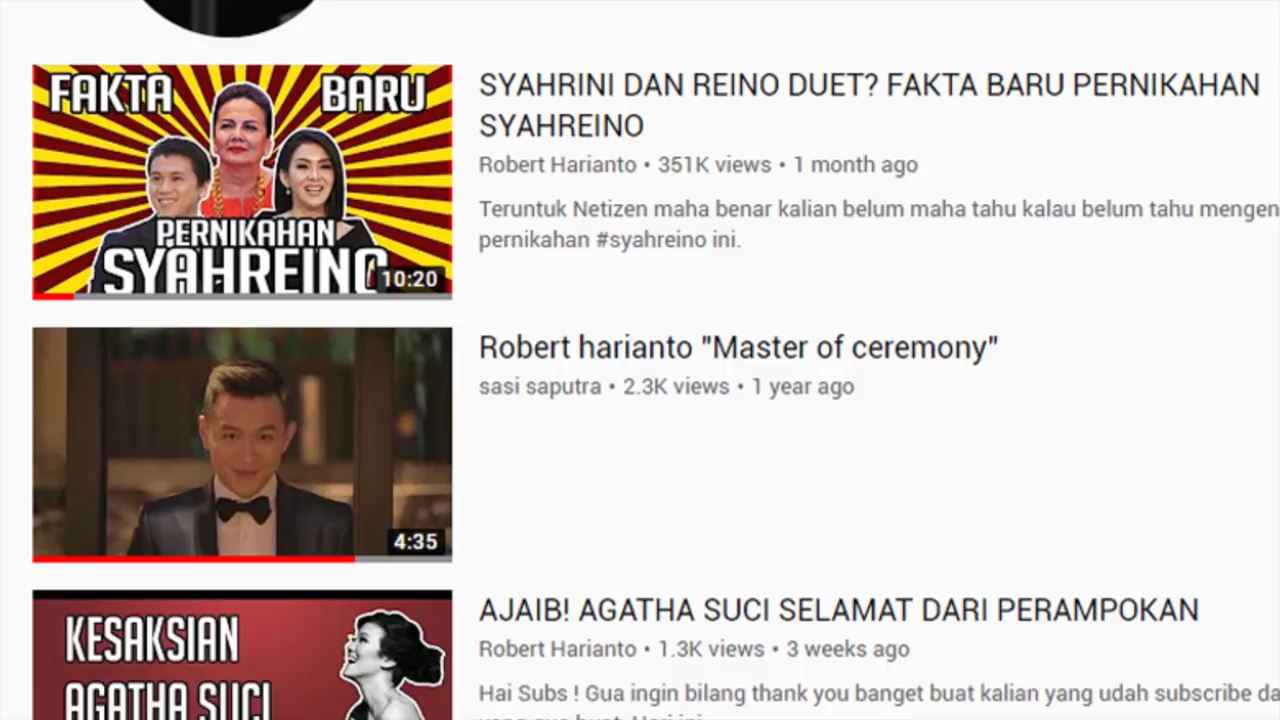 FAKTA BARU
PERNIKAHAN
SYAHREINO
10:20
SYAHRINI DAN REINO DUET? FAKTA BARU PERNIKAHAN
SYAHREINO
Robert Harianto • 351K views • 1 month ago
Teruntuk Netizen maha benar kalian belum maha tahu kalau belum tahu mengen
pernikahan #syahreino ini.
4:35
Robert harianto "Master of ceremony"
sasi saputra • 2.3K views • 1 year ago
KESAKSIAN
AGATHA SUCI
AJAIB! AGATHA SUCI SELAMAT DARI PERAMPOKAN
Robert Harianto • 1.3K views • 3 weeks ago
Hai Subs ! Gua ingin bilang thank you banget buat kalian yang udah subscribe da